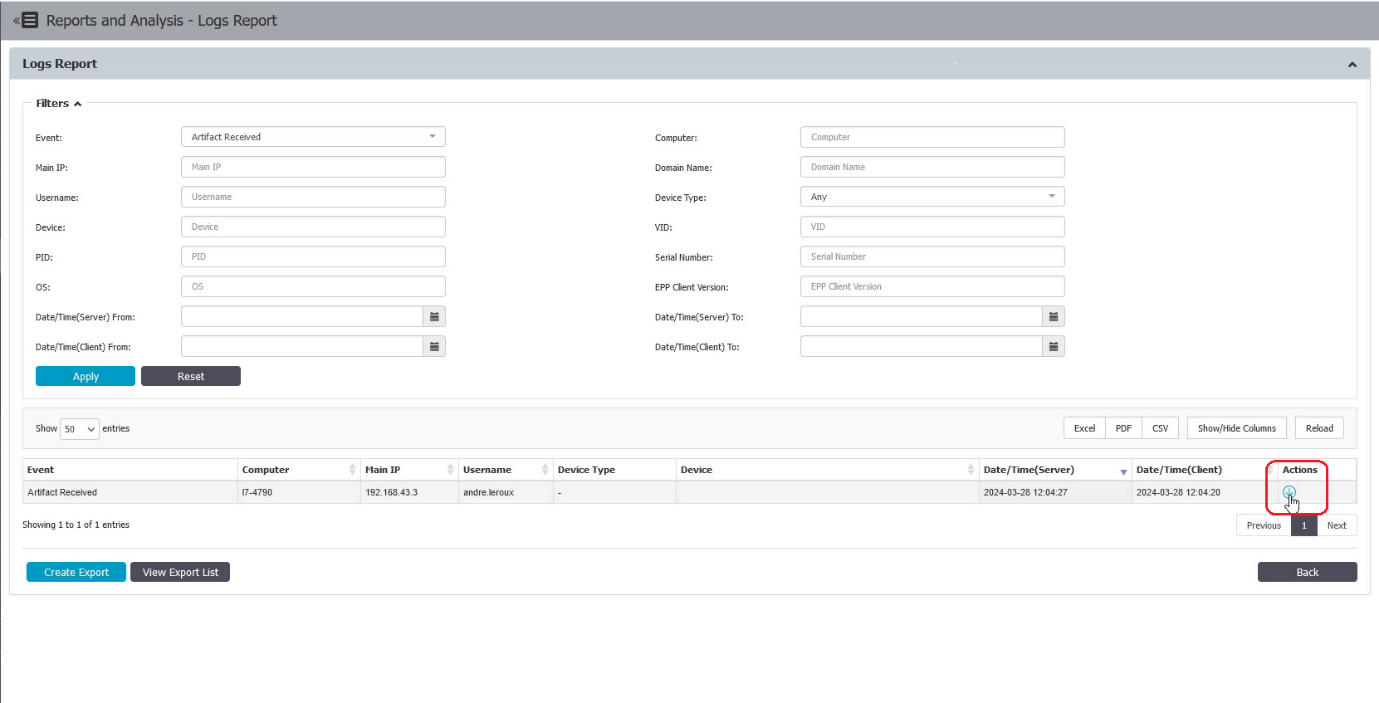 Reports and Analysis - Logs Report
Logs Report
Filters
Event: Artifact Received Computer: Computer
Main IP: Main IP Domain Name: Domain Name
Username: Username Device Type: Any
Device: Device VID: VID
PID: PID Serial Number: Serial Number
OS: OS EPP Client Version: EPP Client Version
Date/Time(Server) From: Date/Time(Server) To:
Date/Time(Client) From: Date/Time(Client) To:
Apply Reset
Show 50 entries Excel PDF CSV Show/Hide Columns Reload
Event Computer Main IP Username Device Type Device Date/Time(Server) Date/Time(Client) Actions
Artifact Received I7-4790 192.168.43.3 andre.leroux - 2024-03-28 12:04:27 2024-03-28 12:04:20
Showing 1 to 1 of 1 entries Previous 1 Next
Create Export View Export List Back